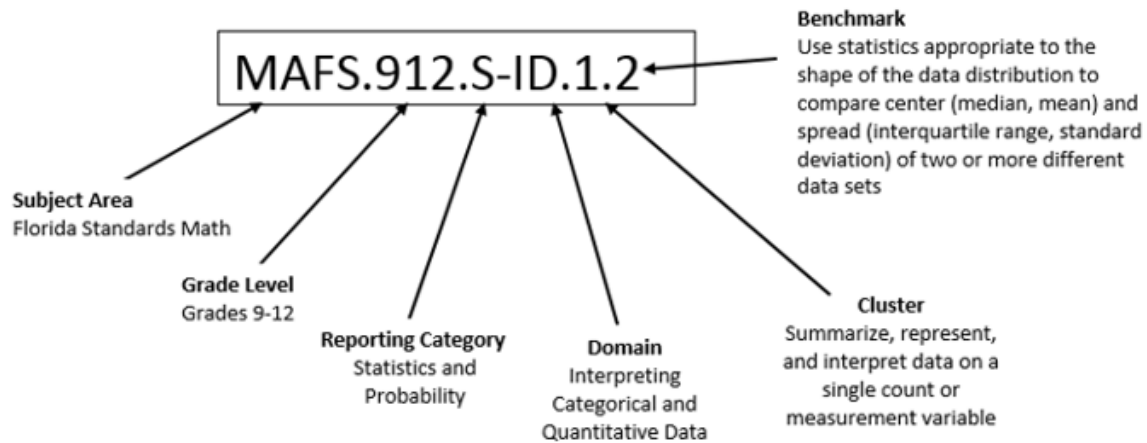 Benchmark
Use statistics appropriate to the
shape of the data distribution to
compare center (median, mean) and
spread (interquartile range, standard
deviation) of two or more different
data sets
MAFS.912.S-ID.1.2
Subject Area
Florida Standards Math
Grade Level
Grades 9-12
Reporting Category
Statistics and
Probability
Domain
Interpreting
Categorical and
Quantitative Data
Cluster
Summarize, represent,
and interpret data on a
single count or
measurement variable